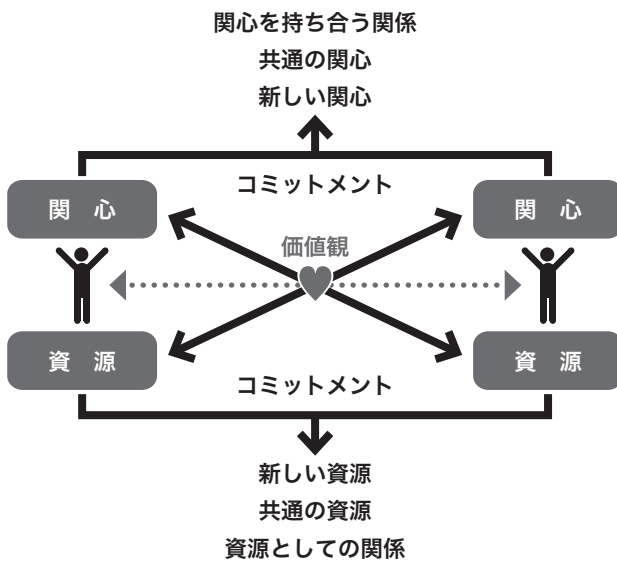 関心を持ち合う関係
共通の関心
新しい関心
コミットメント
関 心
関 心
価値観
資 源
資 源
コミットメント
新しい資源
共通の資源
資源としての関係